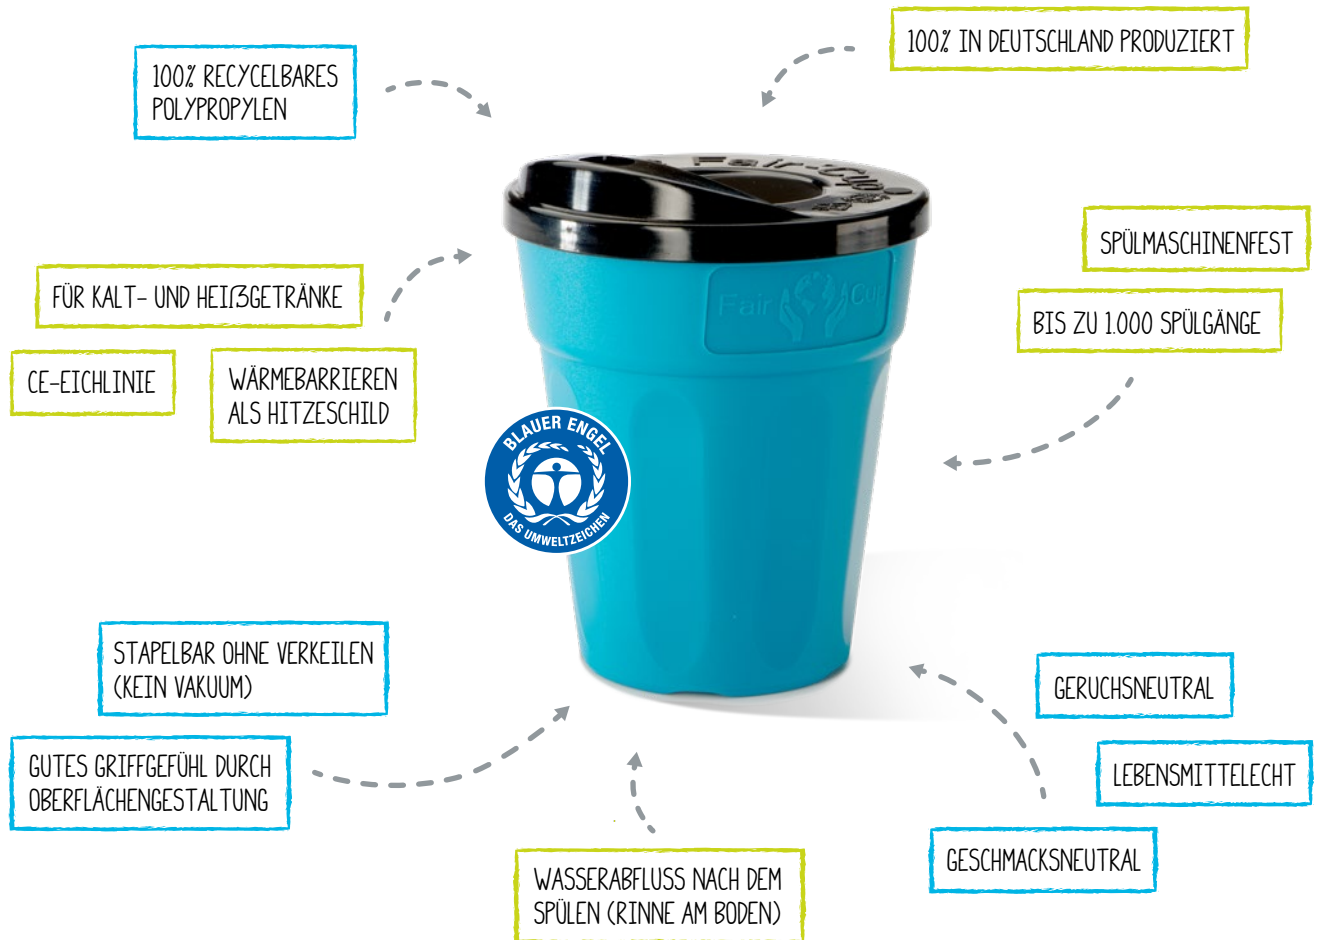 100% IN DEUTSCHLAND PRODUZIERT
100% RECYCELBARES
POLYPROPYLEN
Fair-Cup
SPÜLMASCHINENFEST
FÜR KALT- UND HEIßGETRÄNKE
Fair Cup
BIS ZU 1.000 SPÜLGÄNGE
CE-EICHLINIE
WÄRMEBARRIEREN
ALS HITZESCHILD
BLAUER ENGEL
DAS UMWELTZEICHEN
STAPELBAR OHNE VERKEILEN
(KEIN VAKUUM)
GERUCHSNEUTRAL
GUTES GRIFFGEFÜHL DURCH
OBERFLÄCHENGESTALTUNG
LEBENSMITTELECHT
GESCHMACKSNEUTRAL
WASSERABFLUSS NACH DEM
SPÜLEN (RINNE AM BODEN)